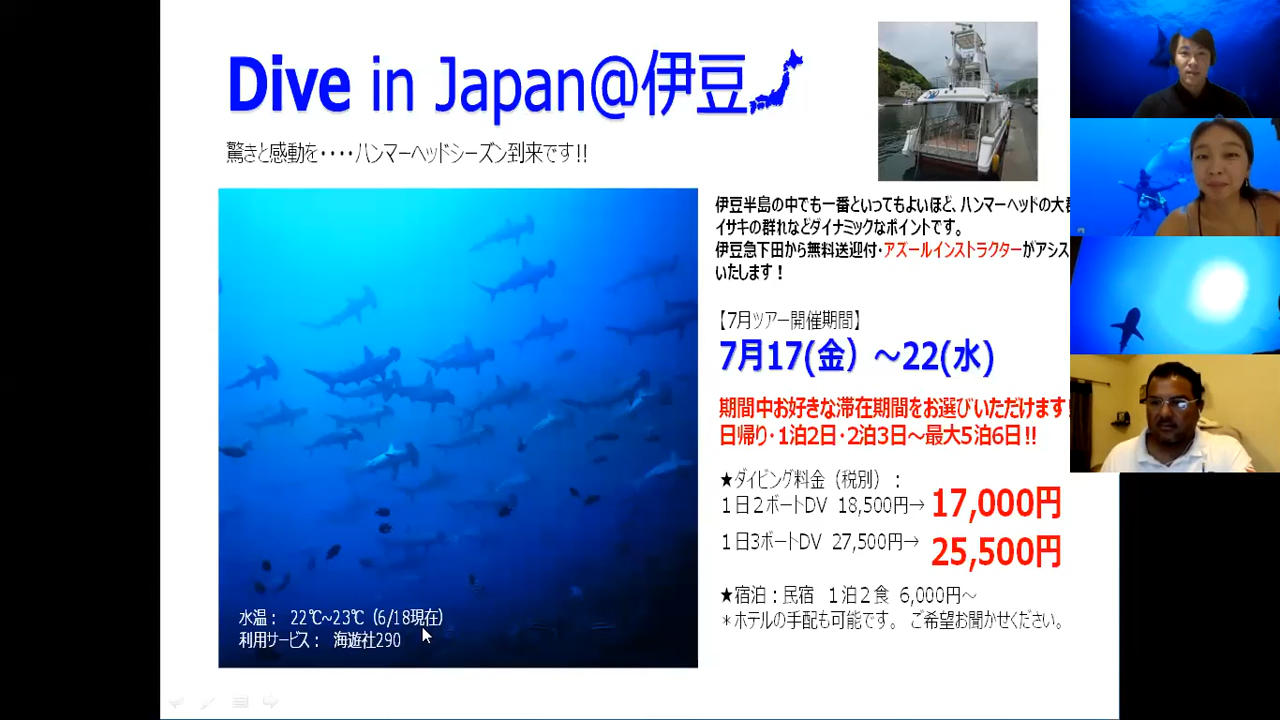 Dive in Japan@伊豆
驚きと感動を・・・・ハンマーヘッドシーズン到来です!!
伊豆半島の中でも一番といってもよいほど、ハンマーヘッドの大
イサキの群れなどダイナミックなポイントです。
伊豆急下田から無料送迎付・アズールインストラクターがアシス
いたします！
【7月ツアー開催期間】
7月17(金）～22(水)
期間中お好きな滞在期間をお選びいただけます!
日帰り・1泊2日・2泊3日～最大5泊6日!!
★ダイビング料金（税別）：
１日２ボートDV 18,500円→ 17,000円
１日3ボートDV 27,500円→ 25,500円
★宿泊：民宿 １泊２食 6,000円～
＊ホテルの手配も可能です。 ご希望お聞かせください。
水温： 22℃~23℃（6/18現在）
利用サービス： 海遊社290